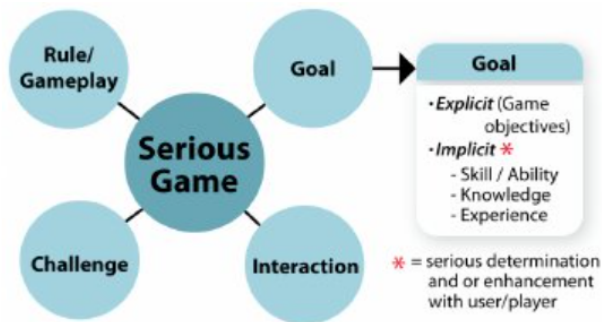 Rule/
Gameplay
Goal
Serious
Game
Challenge
Interaction
Goal
•Explicit (Game
objectives)
•Implicit *
- Skill / Ability
- Knowledge
- Experience
* = serious determination
and or enhancement
with user/player